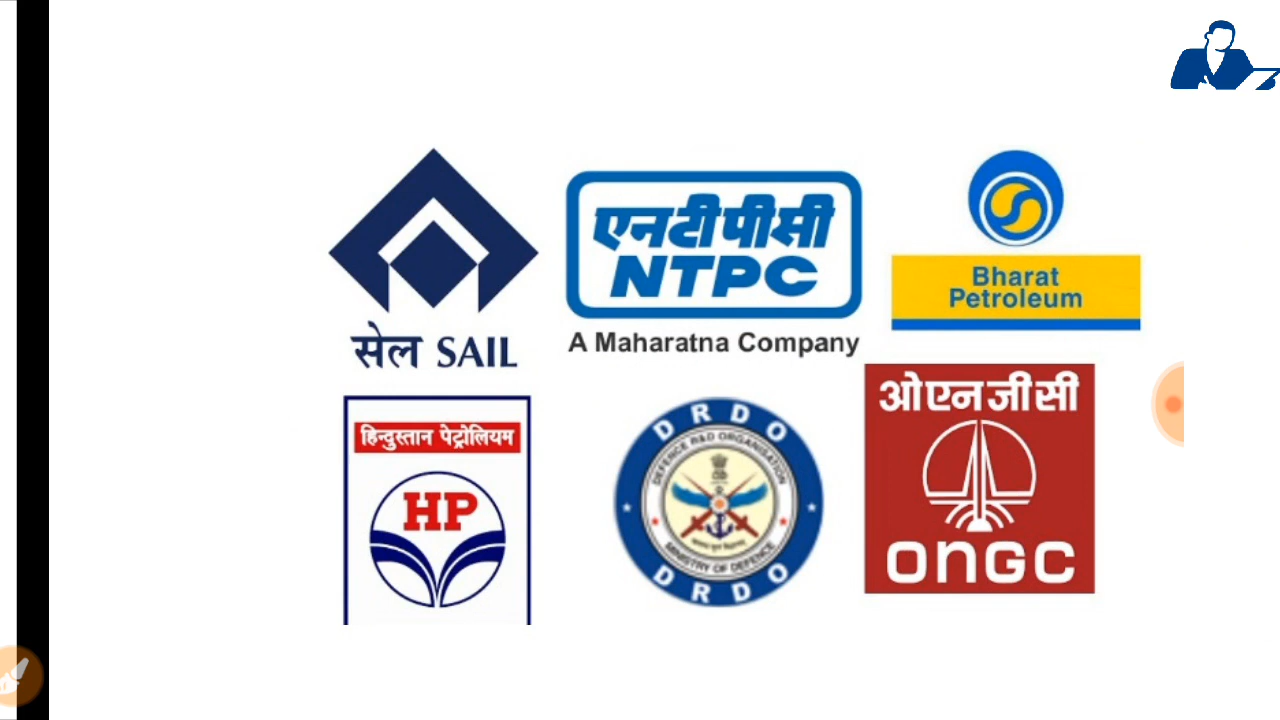 सेल SAIL
एनटीपीसी
NTPC
A Maharatna Company
Bharat
Petroleum
हिन्दुस्तान पेट्रोलियम
HP
DRDO
DEFENCE R&D ORGANISATION
MINISTRY OF DEFENCE
DRDO
ओएनजीसी
ONGC